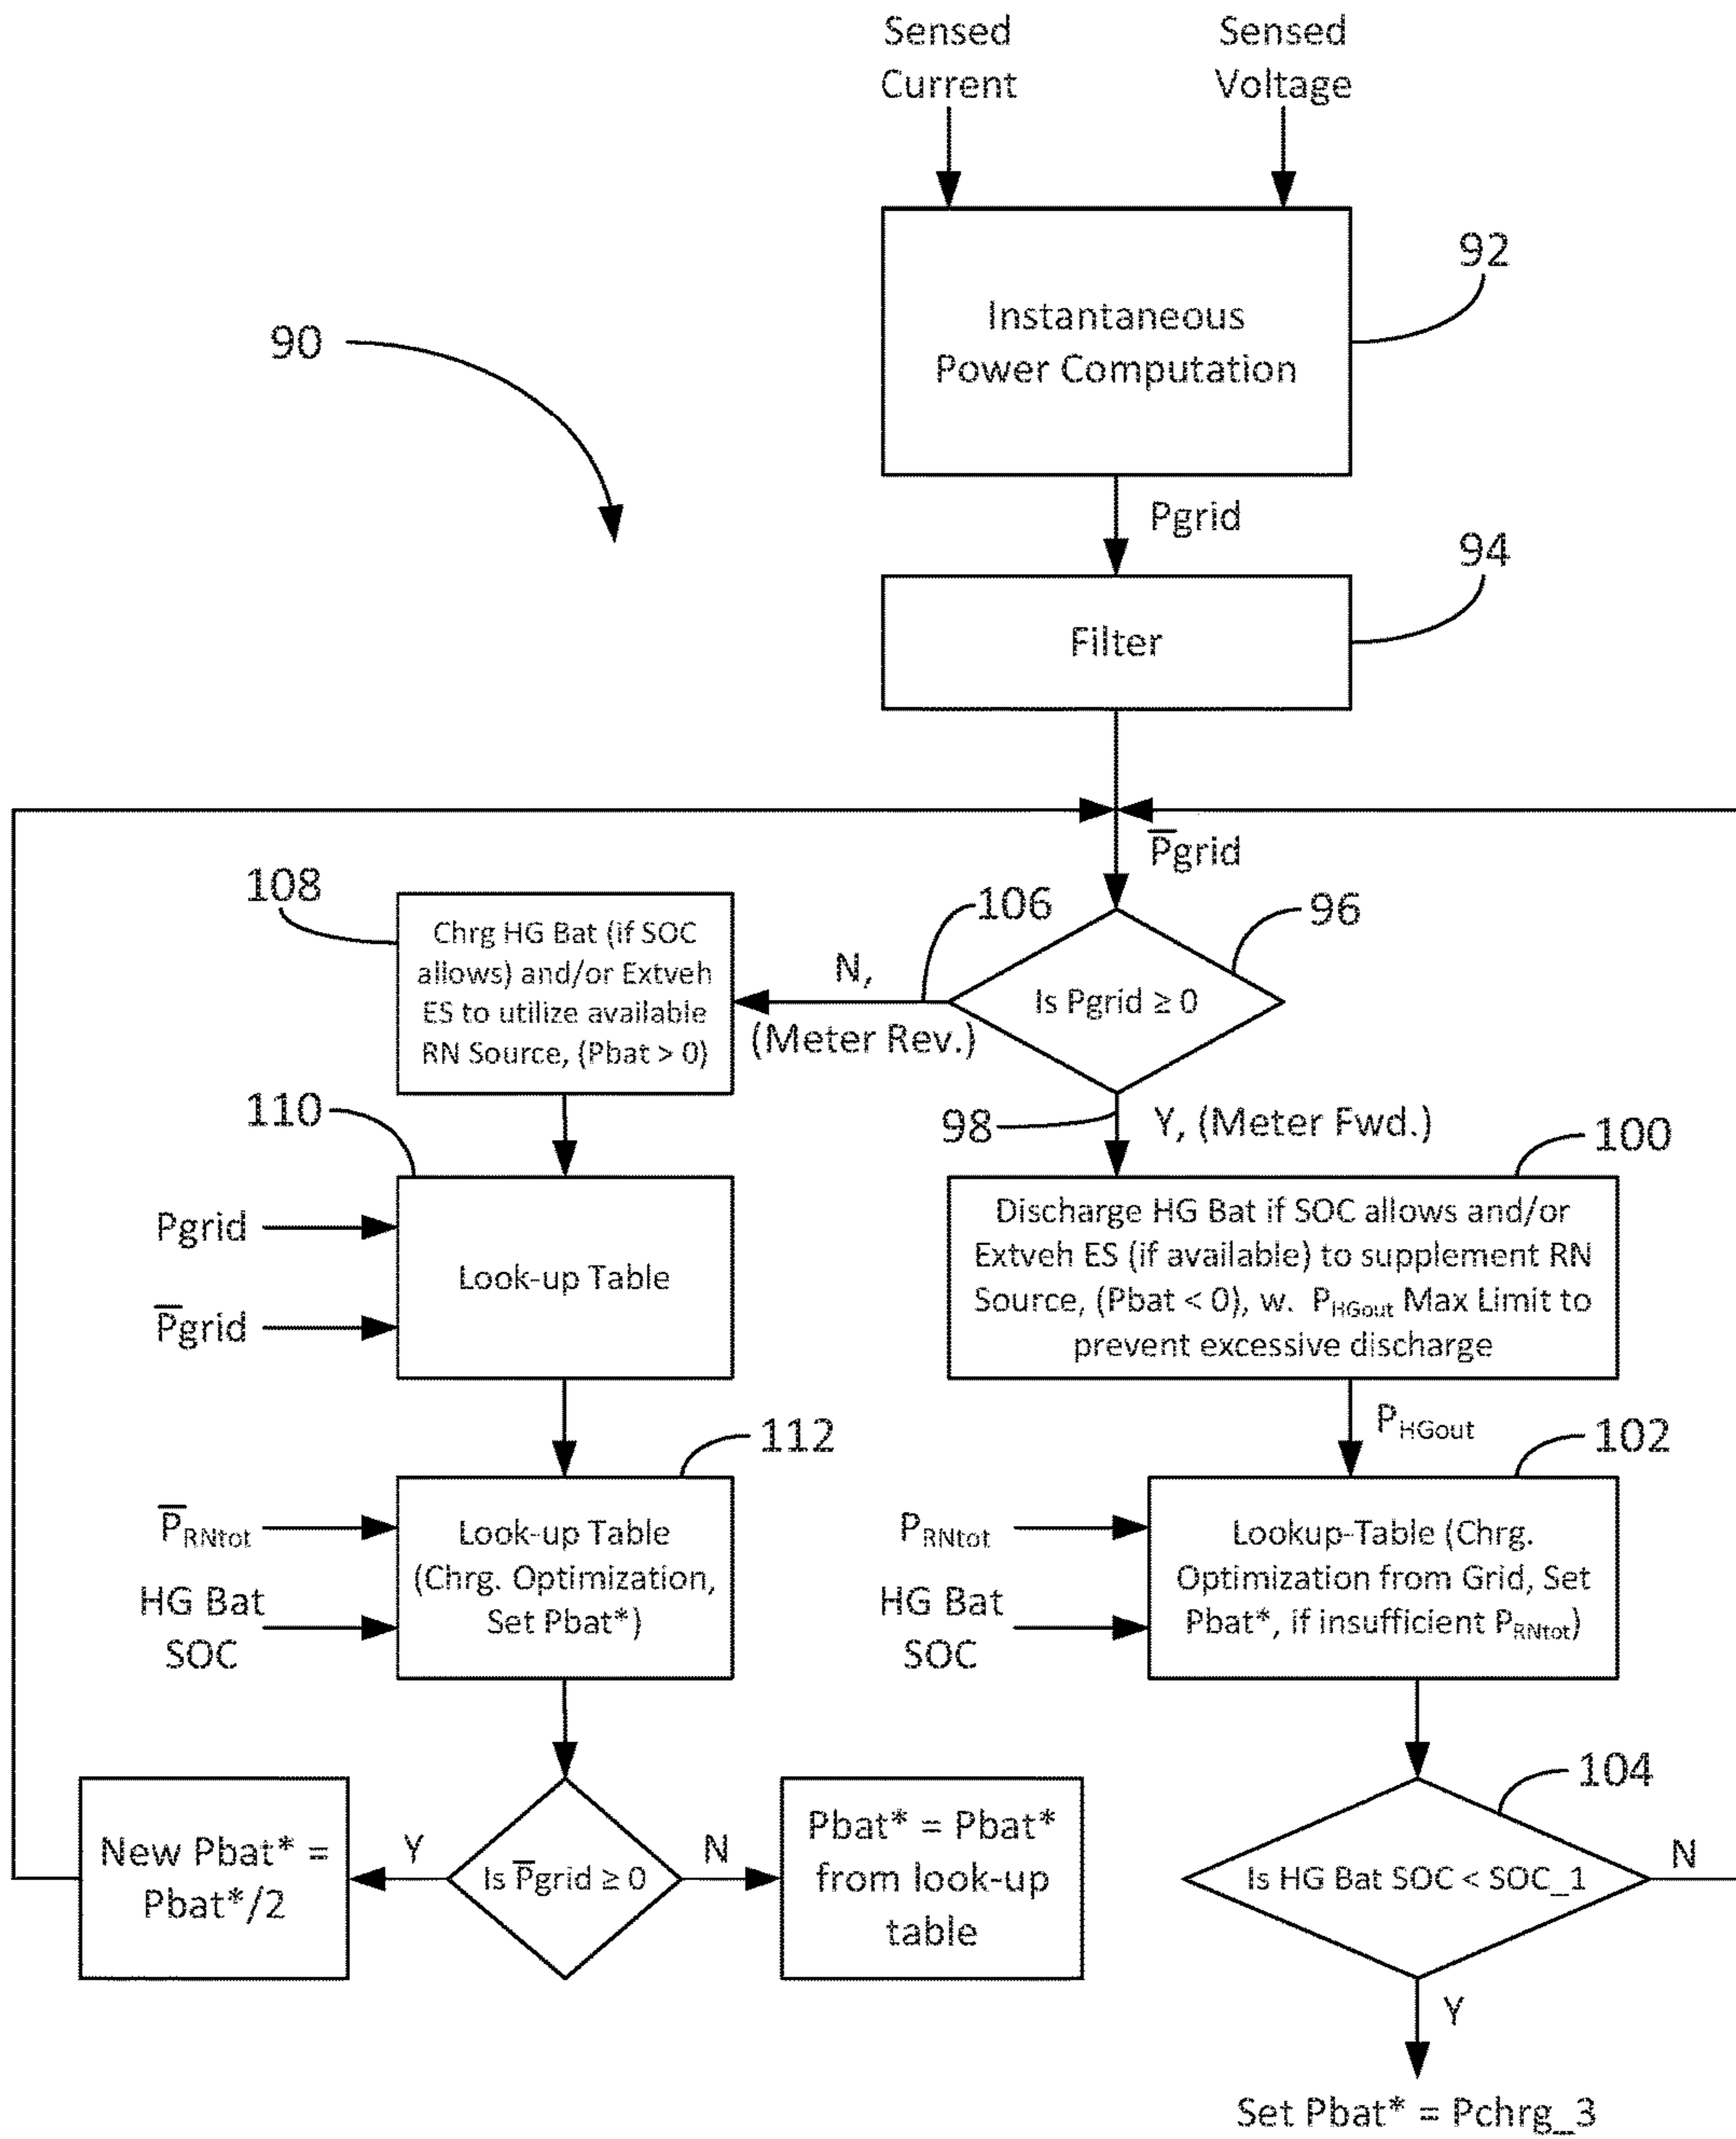 Sensed Current
Sensed Voltage
92
Instantaneous
Power Computation
90
Pgrid
94
Filter
P̅grid
108
106
96
Chrg HG Bat (if SOC
allows) and/or Extveh
ES to utilize available
RN Source, (Pbat > 0)
N,
(Meter Rev.)
Is Pgrid ≥ 0
98
Y, (Meter Fwd.)
110
100
Pgrid
P̅grid
Look-up Table
Discharge HG Bat if SOC allows and/or
Extveh ES (if available) to supplement RN
Source, (Pbat < 0), w. PHGout Max Limit to
prevent excessive discharge
PHGout
112
102
P̅RNtot
HG Bat
SOC
Look-up Table
(Chrg. Optimization,
Set Pbat*)
PRNtot
HG Bat
SOC
Lookup-Table (Chrg.
Optimization from Grid, Set
Pbat*, if insufficient PRNtot)
104
New Pbat* =
Pbat*/2
Y
Is P̅grid ≥ 0
N
Pbat* = Pbat*
from look-up
table
Is HG Bat SOC < SOC_1
N
Y
Set Pbat* = Pchrg_3